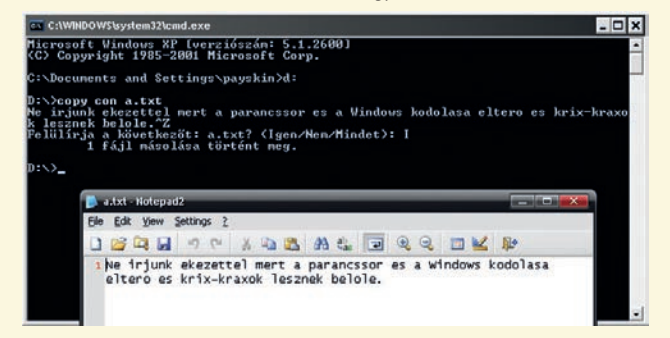 C:\WINDOWS\system32\cmd.exe
Microsoft Windows XP [verziószám: 5.1.2600]
(C) Copyright 1985-2001 Microsoft Corp.
C:\Documents and Settings\payskin>d:
D:\>copy con a.txt
Ne irjunk ekezettel mert a parancssor es a Windows kodolasa eltero es krix-kraxo
k lesznek belole.^Z
Felülírja a következőt: a.txt? (Igen/Nem/Mindet): I
1 fájl másolása történt meg.
D:\>_
a.txt - Notepad2
File Edit View Settings ?
1 Ne irjunk ekezettel mert a parancssor es a Windows kodolasa
eltero es krix-kraxok lesznek belole.